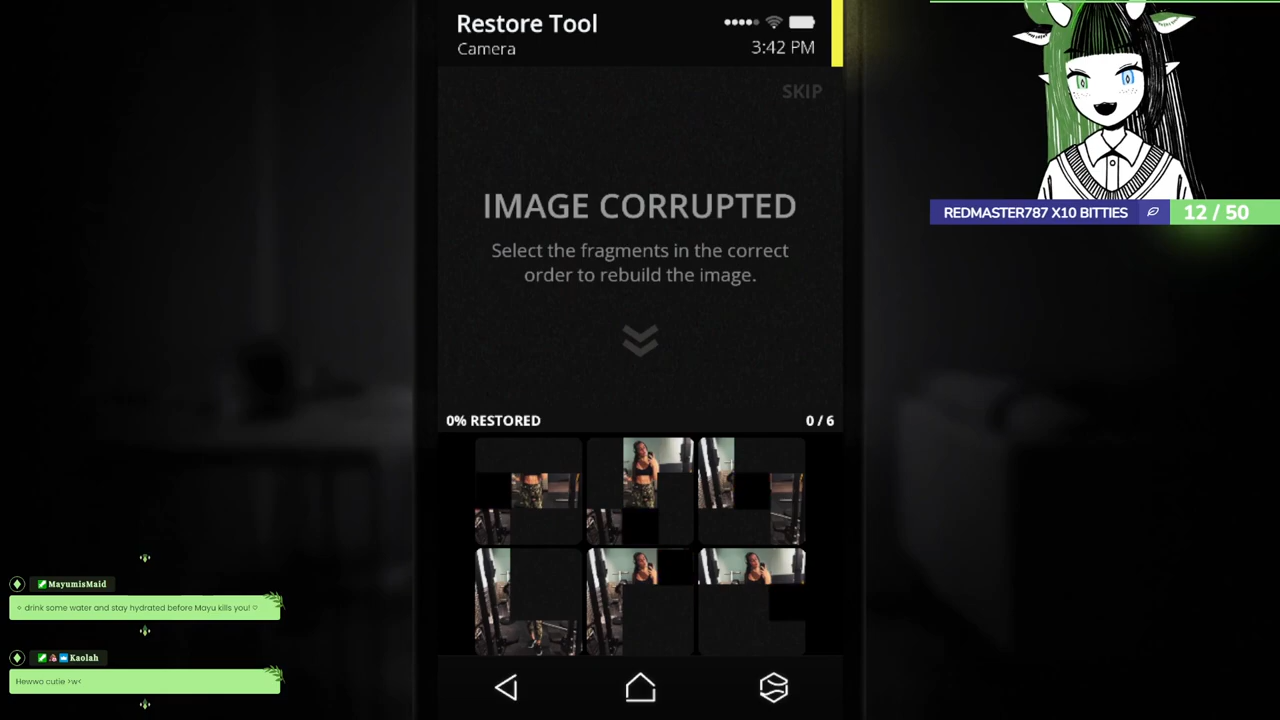 Restore Tool
Camera
3:42 PM
SKIP
IMAGE CORRUPTED
Select the fragments in the correct
order to rebuild the image.
0% RESTORED
0 / 6
REDMASTER787 X10 BITTIES
12 / 50
MayumisMaid
drink some water and stay hydrated before Mayu kills you!
Kaolah
Hewwo cutie >w<